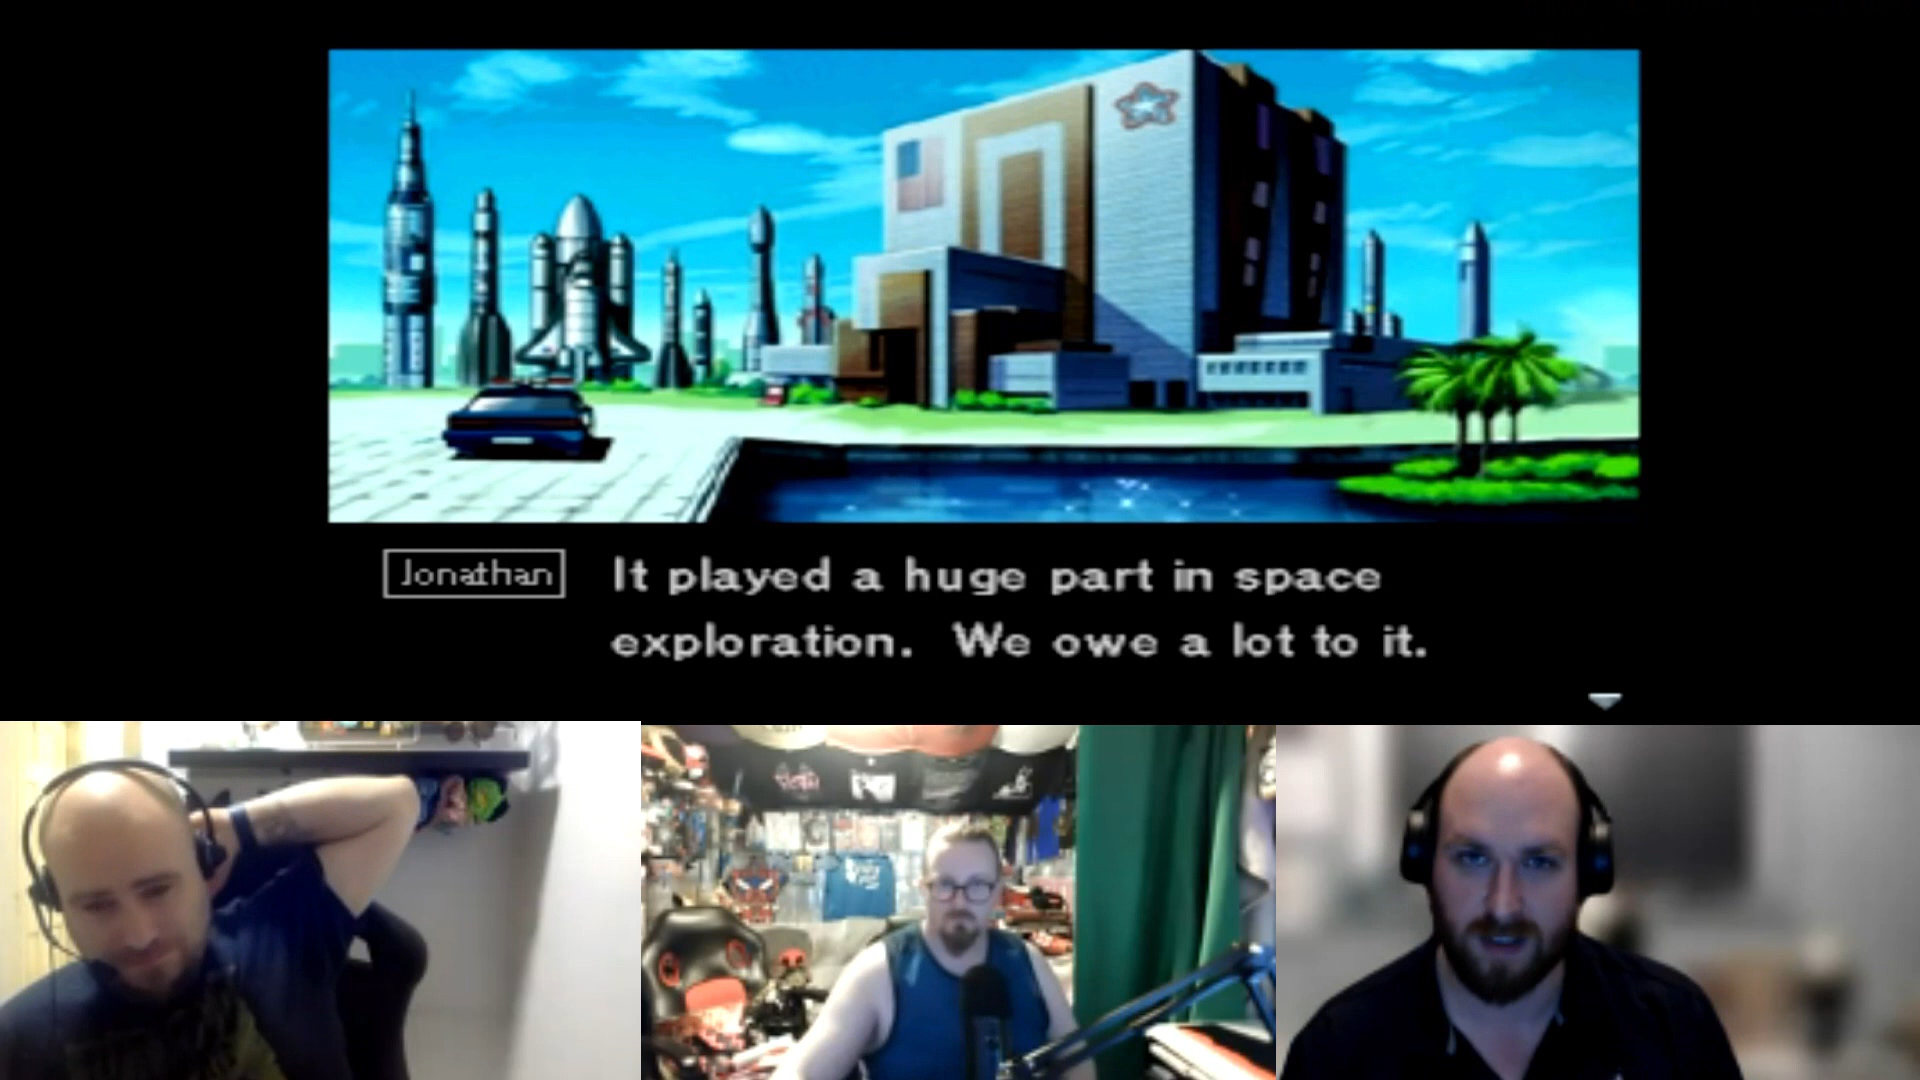 Jonathan
It played a huge part in space
exploration. We owe a lot to it.